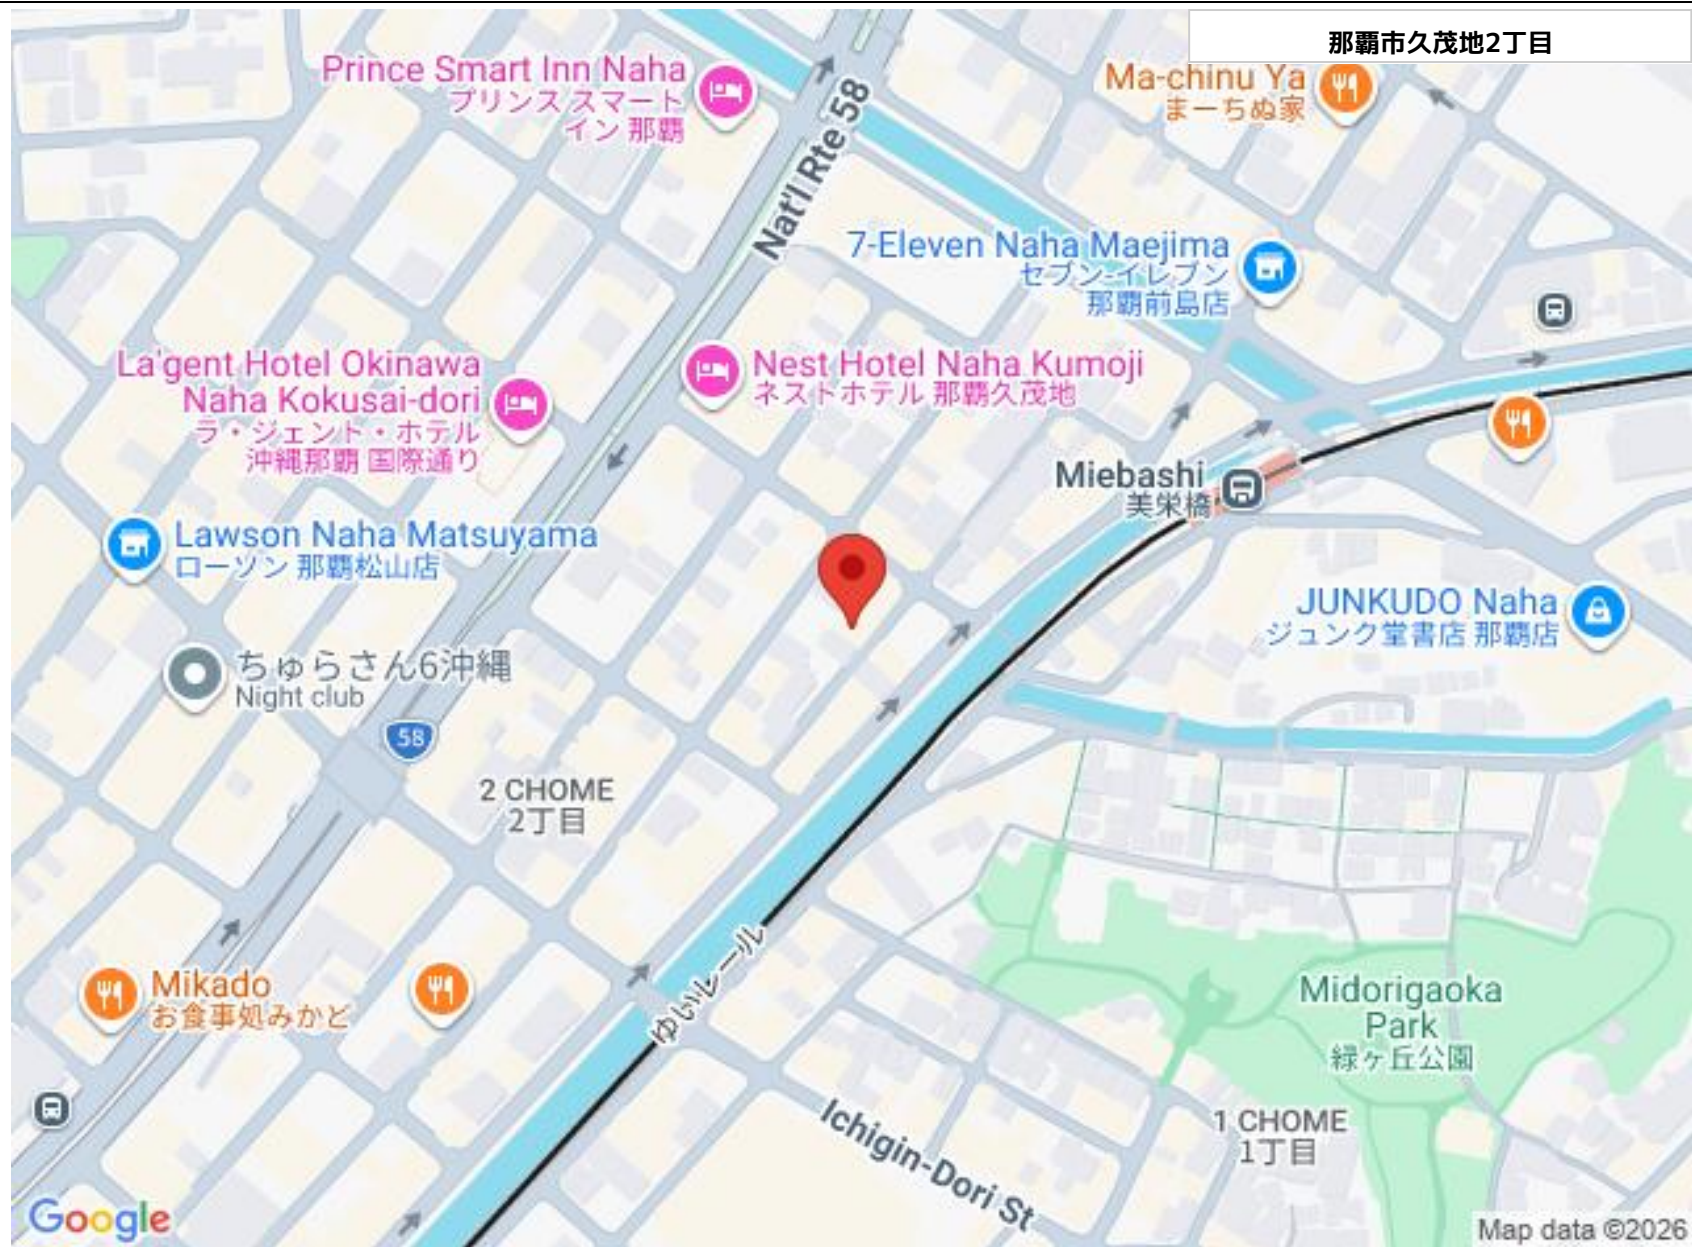 那覇市久茂地2丁目
Prince Smart Inn Naha
プリンス スマート
イン 那覇
Nat'l Rte 58
Ma-chinu Ya
まーちぬ家
7-Eleven Naha Maejima
セブン-イレブン
那覇前島店
La'gent Hotel Okinawa
Naha Kokusai-dori
ラ・ジェント・ホテル
沖縄那覇 国際通り
Nest Hotel Naha Kumoji
ネストホテル 那覇久茂地
Miebashi
美栄橋
Lawson Naha Matsuyama
ローソン 那覇松山店
JUNKUDO Naha
ジュンク堂書店 那覇店
ちゅらさん6沖縄
Night club
58
2 CHOME
2丁目
ゆいレール
Mikado
お食事処みかど
Midorigaoka
Park
緑ヶ丘公園
1 CHOME
1丁目
Ichigin-Dori St
Google
Map data ©2026